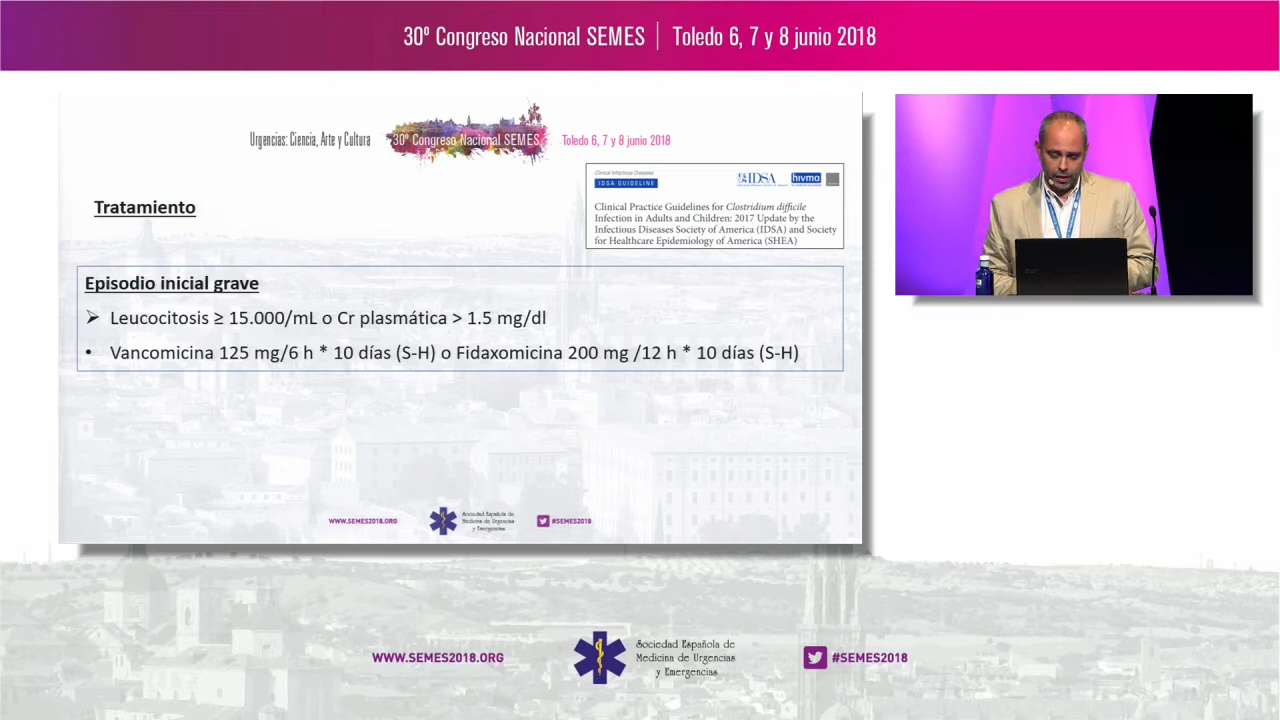 30º Congreso Nacional SEMES | Toledo 6, 7 y 8 junio 2018
Urgencias: Ciencia, Arte y Cultura
30º Congreso Nacional SEMES
Toledo 6, 7 y 8 junio 2018
Clinical Infectious Diseases
IDSA GUIDELINE
IDSA
hivma
Clinical Practice Guidelines for Clostridium difficile
Infection in Adults and Children: 2017 Update by the
Infectious Diseases Society of America (IDSA) and Society
for Healthcare Epidemiology of America (SHEA)
Tratamiento
Episodio inicial grave
➢ Leucocitosis ≥ 15.000/mL o Cr plasmática > 1.5 mg/dl
• Vancomicina 125 mg/6 h * 10 días (S-H) o Fidaxomicina 200 mg /12 h * 10 días (S-H)
WWW.SEMES2018.ORG
Sociedad Española de
Medicina de Urgencias
y Emergencias
#SEMES2018
WWW.SEMES2018.ORG
Sociedad Española de
Medicina de Urgencias
y Emergencias
#SEMES2018